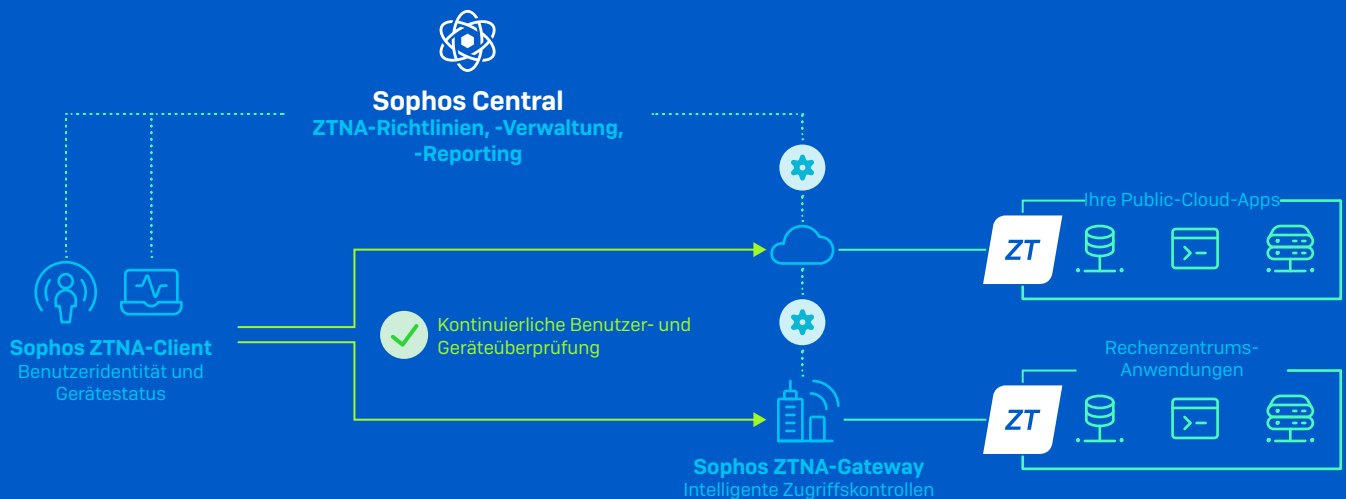 Sophos Central
ZTNA-Richtlinien, -Verwaltung,
-Reporting
Ihre Public-Cloud-Apps
ZT
Kontinuierliche Benutzer- und
Geräteüberprüfung
Sophos ZTNA-Client
Benutzeridentität und
Gerätestatus
Rechenzentrums-
Anwendungen
ZT
Sophos ZTNA-Gateway
Intelligente Zugriffskontrollen